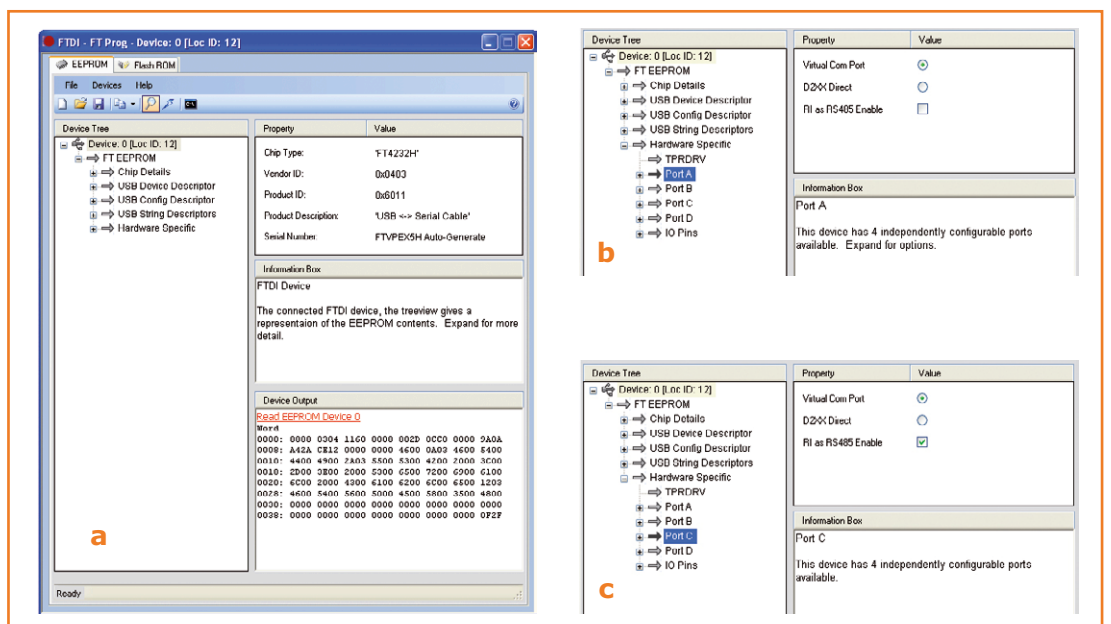 FTDI - FT Prog - Device: 0 [Loc ID: 12]
EEPROM Flash ROM
File Devices Help
Device Tree
Device: 0 [Loc ID: 12]
FT EEPROM
Chip Details
USB Device Descriptor
USB Config Descriptor
USB String Descriptors
Hardware Specific
Property Value
Chip Type: 'FT4232H'
Vendor ID: 0x0403
Product ID: 0x6011
Product Description: 'USB <-> Serial Cable'
Serial Number: FTVPEX5H Auto-Generate
Information Box
FTDI Device
The connected FTDI device, the treeview gives a
representaion of the EEPROM contents. Expand for more
detail.
Device Output
Read EEPROM Device 0
Word
0000: 0000 0304 1160 0000 002D 0CC0 0000 9A0A
0008: A42A CE12 0000 0000 4600 0A03 4600 5400
0010: 4400 4900 2A03 5500 5300 4200 2000 3C00
0018: 2D00 3E00 2000 5300 6500 7200 6900 6100
0020: 6C00 2000 4300 6100 6200 6C00 6500 1203
0028: 4600 5400 5600 5000 4500 5800 3500 4800
0030: 0000 0000 0000 0000 0000 0000 0000 0000
0038: 0000 0000 0000 0000 0000 0000 0000 0F2F
a
Ready
Device Tree
Device: 0 [Loc ID: 12]
FT EEPROM
Chip Details
USB Device Descriptor
USB Config Descriptor
USB String Descriptors
Hardware Specific
TPRDRV
Port A
Port B
Port C
Port D
IO Pins
b
Property Value
Virtual Com Port
D2XX Direct
RI as RS485 Enable
Information Box
Port A
This device has 4 independently configurable ports
available. Expand for options.
Device Tree
Device: 0 [Loc ID: 12]
FT EEPROM
Chip Details
USB Device Descriptor
USB Config Descriptor
USB String Descriptors
Hardware Specific
TPRDRV
Port A
Port B
Port C
Port D
IO Pins
c
Property Value
Virtual Com Port
D2XX Direct
RI as RS485 Enable
Information Box
Port C
This device has 4 independently configurable ports
available.